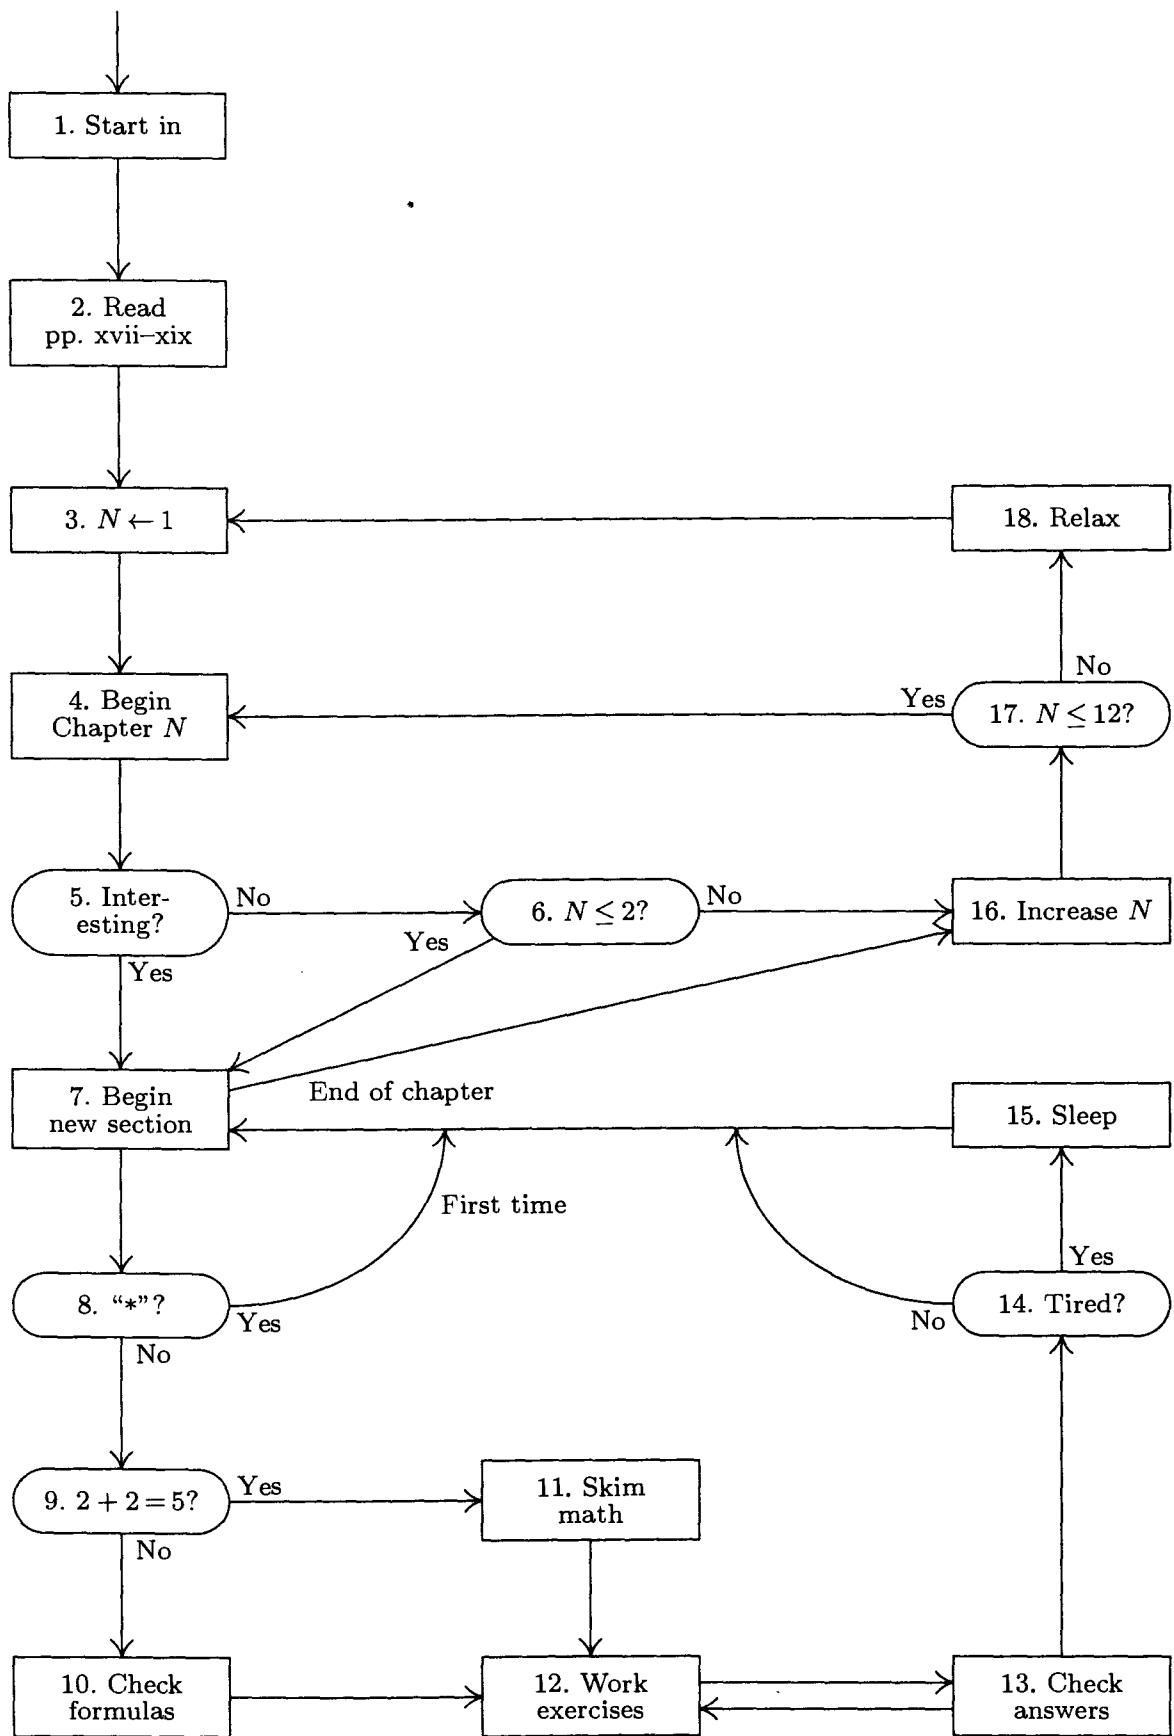 1. Start in
2. Read
pp. xvii–xix
3. N ← 1
18. Relax
4. Begin
Chapter N
Yes
17. N ≤ 12?
No
5. Inter-
esting?
No
Yes
6. N ≤ 2?
No
Yes
16. Increase N
7. Begin
new section
End of chapter
15. Sleep
First time
8. “*”?
Yes
No
14. Tired?
Yes
No
9. 2 + 2 = 5?
Yes
No
11. Skim
math
10. Check
formulas
12. Work
exercises
13. Check
answers